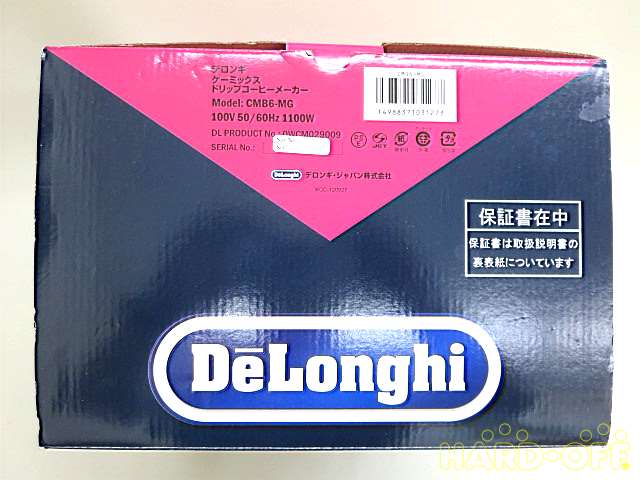 デロンギ
ケーミックス
ドリップコーヒーメーカー
Model: CMB6-MG
100V 50/60Hz 1100W
DL PRODUCT No.: 0WCM029009
SERIAL No.:
DēLonghi デロンギ・ジャパン株式会社
保証書在中
保証書は取扱説明書の
裏表紙についています
DēLonghi
HARD-OFF